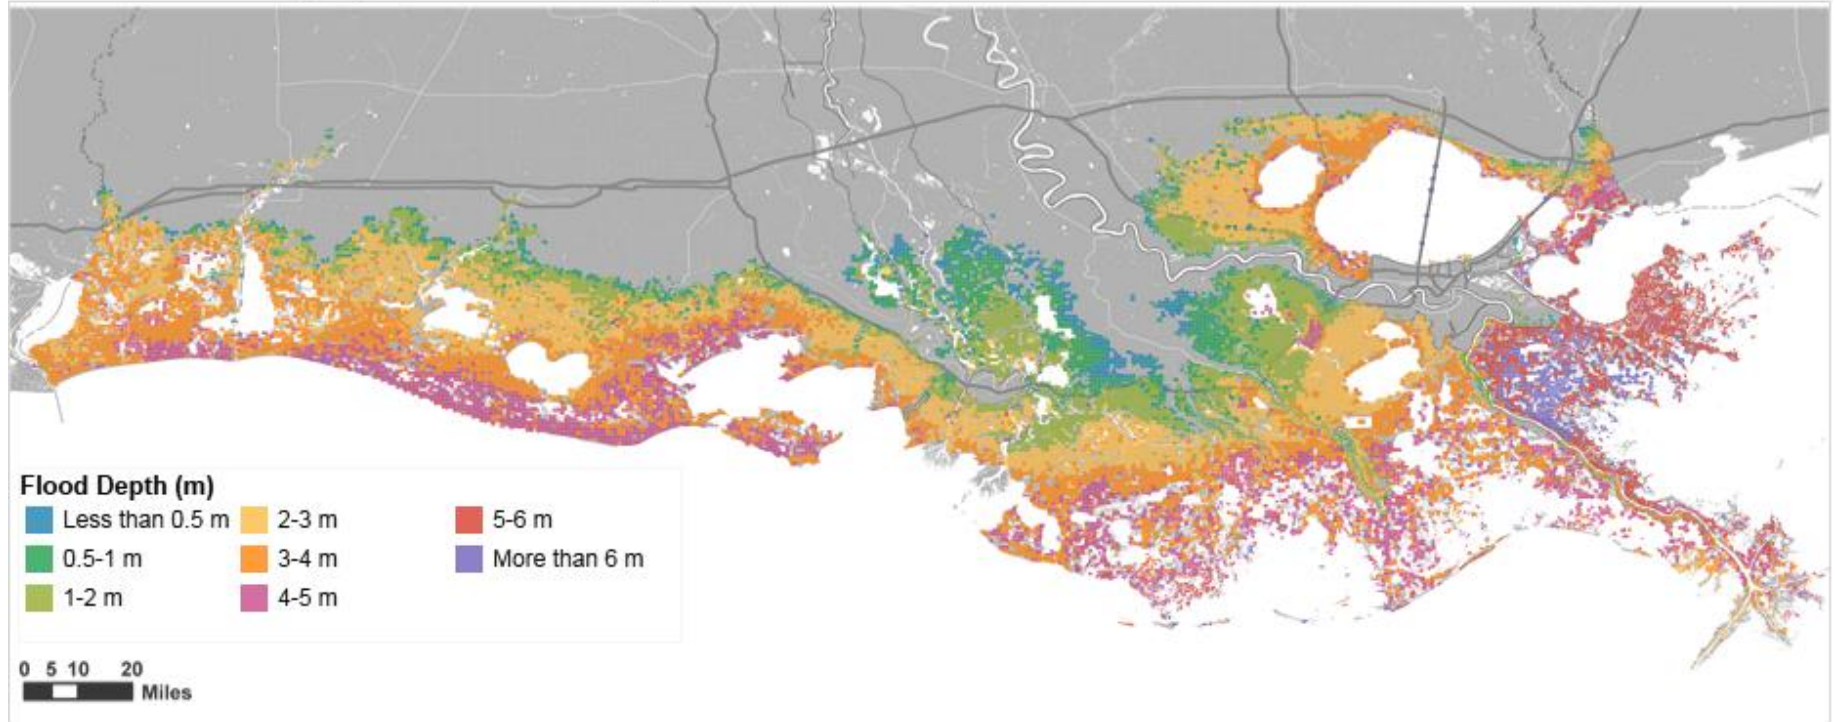 Flood Depth (m)
Less than 0.5 m
0.5-1 m
1-2 m
2-3 m
3-4 m
4-5 m
5-6 m
More than 6 m
0 5 10 20
Miles